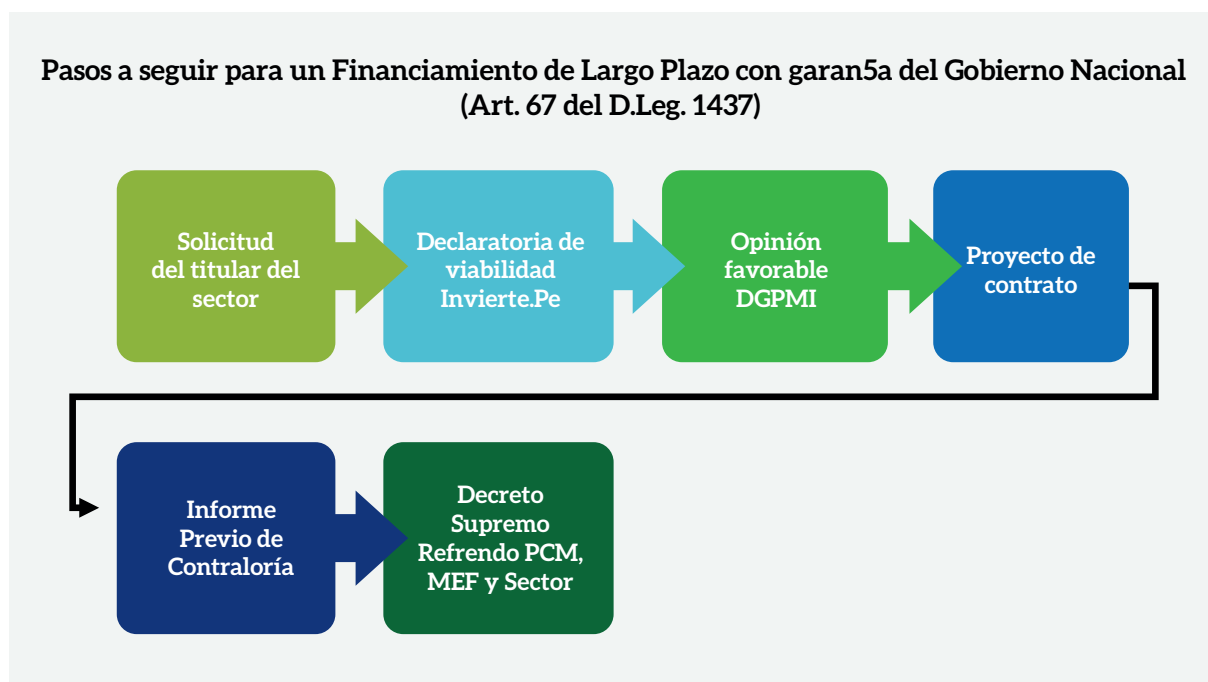 Pasos a seguir para un Financiamiento de Largo Plazo con garan5a del Gobierno Nacional
(Art. 67 del D.Leg. 1437)
Solicitud
del titular del
sector
Declaratoria de
viabilidad
Invierte.Pe
Opinión
favorable
DGPMI
Proyecto de
contrato
Informe
Previo de
Contraloría
Decreto
Supremo
Refrendo PCM,
MEF y Sector